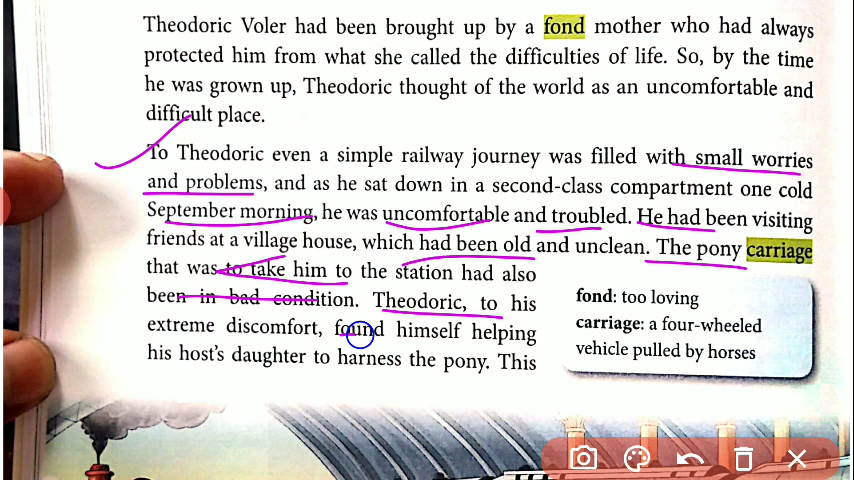 Theodoric Voler had been brought up by a fond mother who had always
protected him from what she called the difficulties of life. So, by the time
he was grown up, Theodoric thought of the world as an uncomfortable and
difficult place.
To Theodoric even a simple railway journey was filled with small worries
and problems, and as he sat down in a second-class compartment one cold
September morning, he was uncomfortable and troubled. He had been visiting
friends at a village house, which had been old and unclean. The pony carriage
that was to take him to the station had also
been in bad condition. Theodoric, to his
extreme discomfort, found himself helping
his host's daughter to harness the pony. This
fond: too loving
carriage: a four-wheeled
vehicle pulled by horses